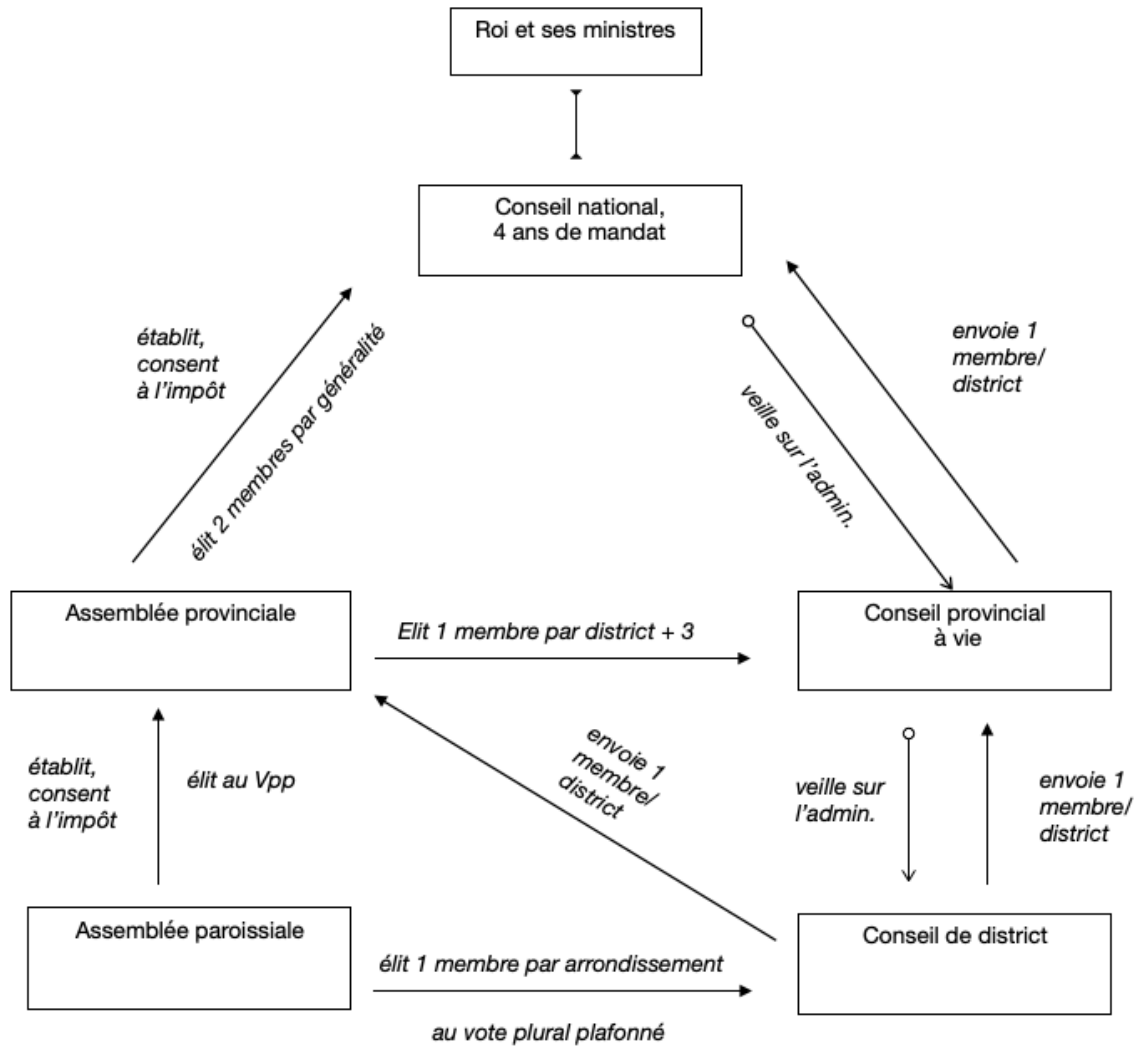 Roi et ses ministres
Conseil national,
4 ans de mandat
établit,
consent
à l'impôt
élit 2 membres par généralité
veille sur l'admin.
envoie 1
membre/
district
Assemblée provinciale
Elit 1 membre par district + 3
Conseil provincial
à vie
établit,
consent
à l'impôt
élit au Vpp
envoie 1
membre/
district
veille sur
l'admin.
envoie 1
membre/
district
Assemblée paroissiale
élit 1 membre par arrondissement
au vote plural plafonné
Conseil de district